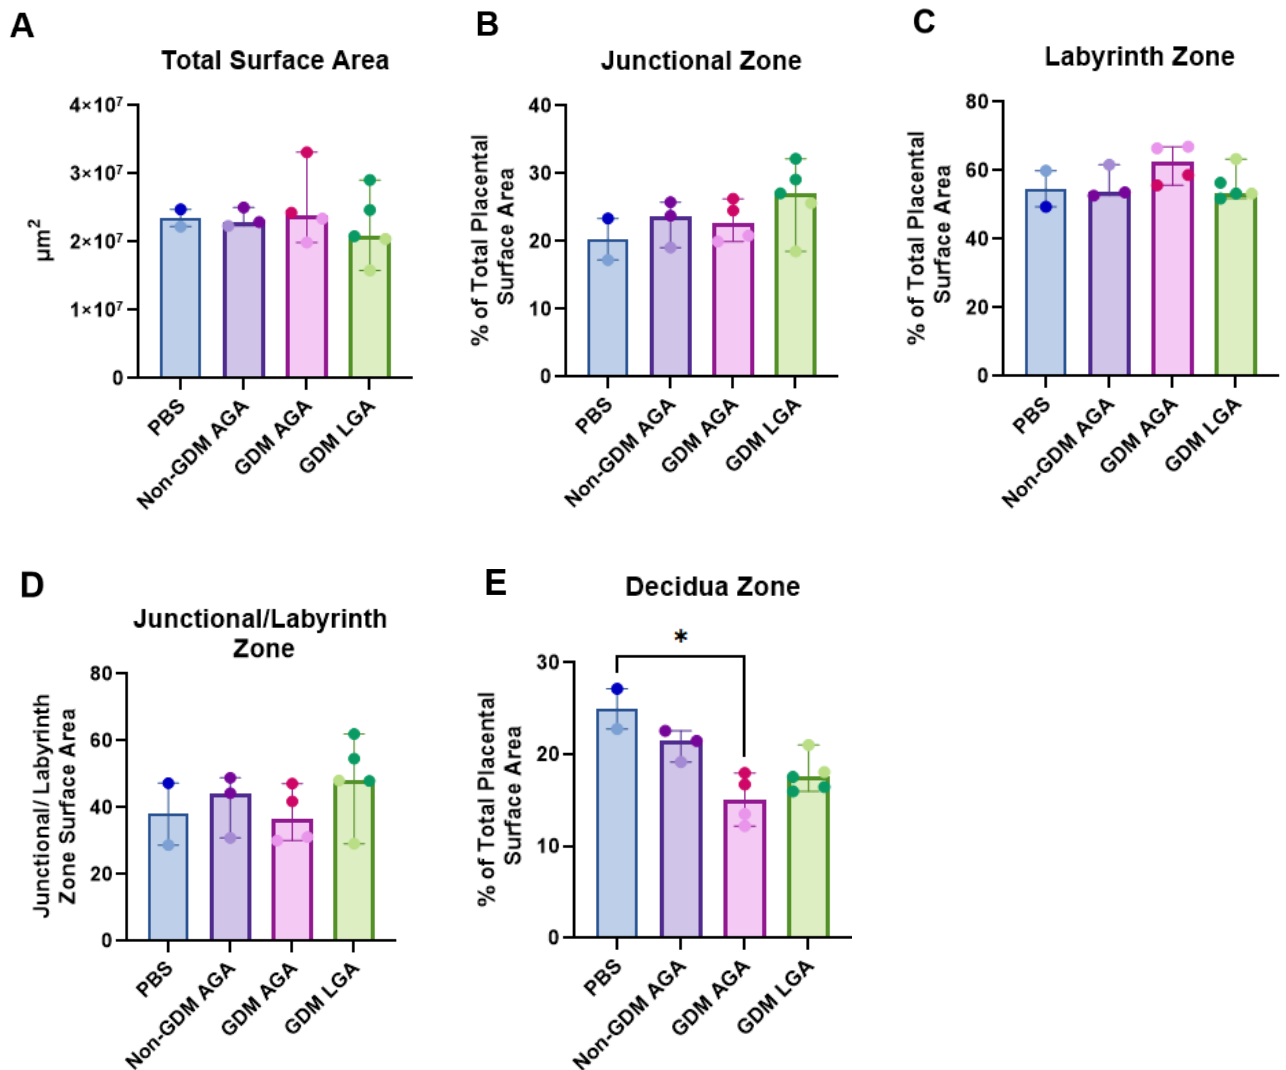 A
Total Surface Area
4×10⁷
3×10⁷
2×10⁷
1×10⁷
0
µm²
PBS
Non-GDM AGA
GDM AGA
GDM LGA
B
Junctional Zone
40
30
20
10
0
% of Total Placental
Surface Area
PBS
Non-GDM AGA
GDM AGA
GDM LGA
C
Labyrinth Zone
80
60
40
20
0
% of Total Placental
Surface Area
PBS
Non-GDM AGA
GDM AGA
GDM LGA
D
Junctional/Labyrinth
Zone
80
60
40
20
0
Junctional/ Labyrinth
Zone Surface Area
PBS
Non-GDM AGA
GDM AGA
GDM LGA
E
Decidua Zone
*
30
20
10
0
% of Total Placental
Surface Area
PBS
Non-GDM AGA
GDM AGA
GDM LGA